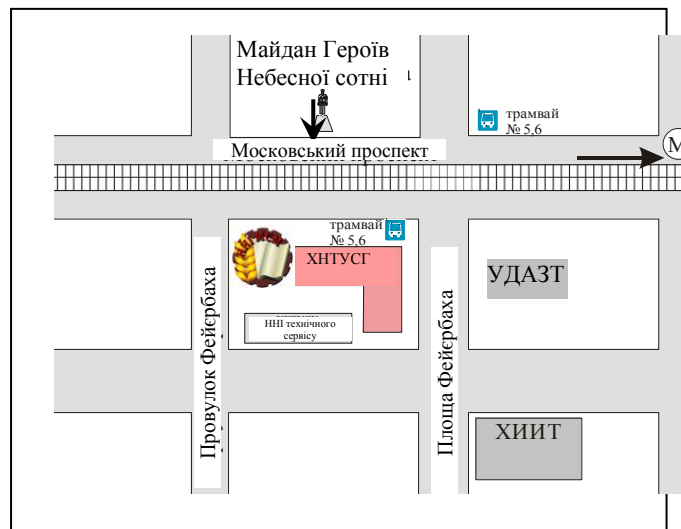 Майдан Героїв
Небесної сотні
трамвай
№ 5,6
Московський проспект
М
трамвай
№ 5,6
ХНТУСГ
УДАЗТ
ННІ технічного
сервісу
Провулок Фейєрбаха
Площа Фейєрбаха
ХИИТ